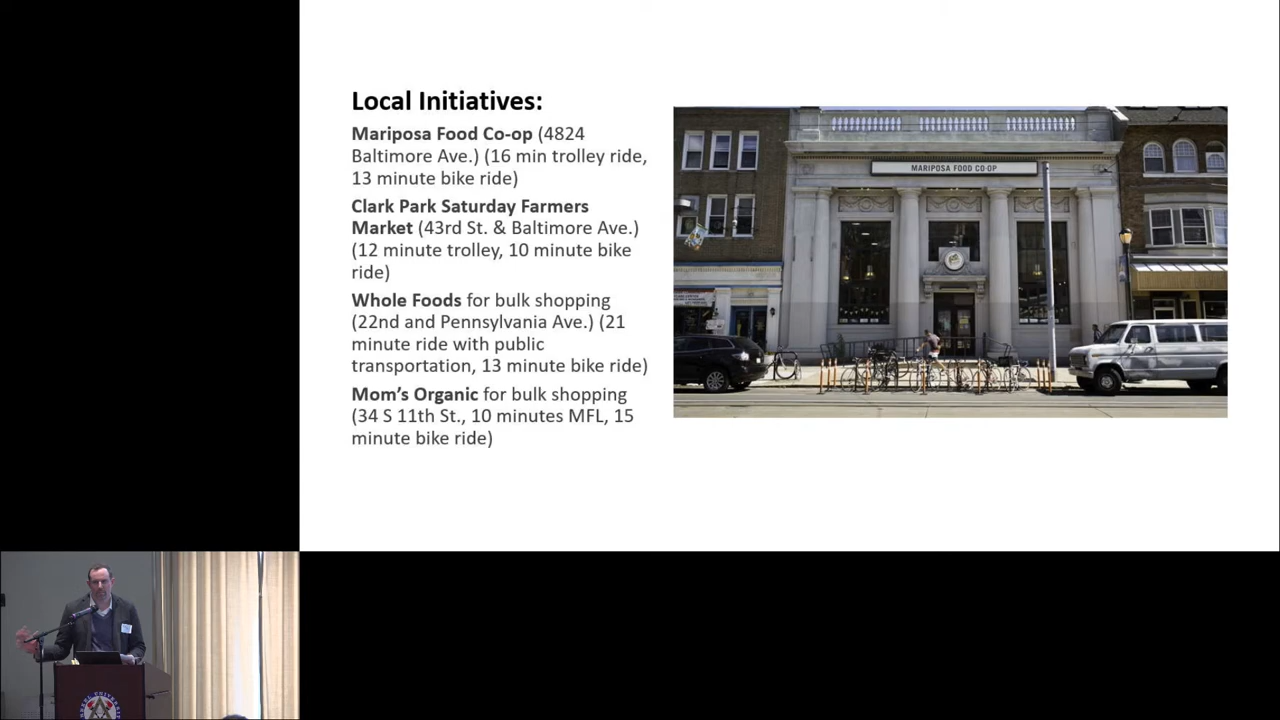 Local Initiatives:
Mariposa Food Co-op (4824
Baltimore Ave.) (16 min trolley ride,
13 minute bike ride)
Clark Park Saturday Farmers
Market (43rd St. & Baltimore Ave.)
(12 minute trolley, 10 minute bike
ride)
Whole Foods for bulk shopping
(22nd and Pennsylvania Ave.) (21
minute ride with public
transportation, 13 minute bike ride)
Mom’s Organic for bulk shopping
(34 S 11th St., 10 minutes MFL, 15
minute bike ride)
MARIPOSA FOOD CO-OP